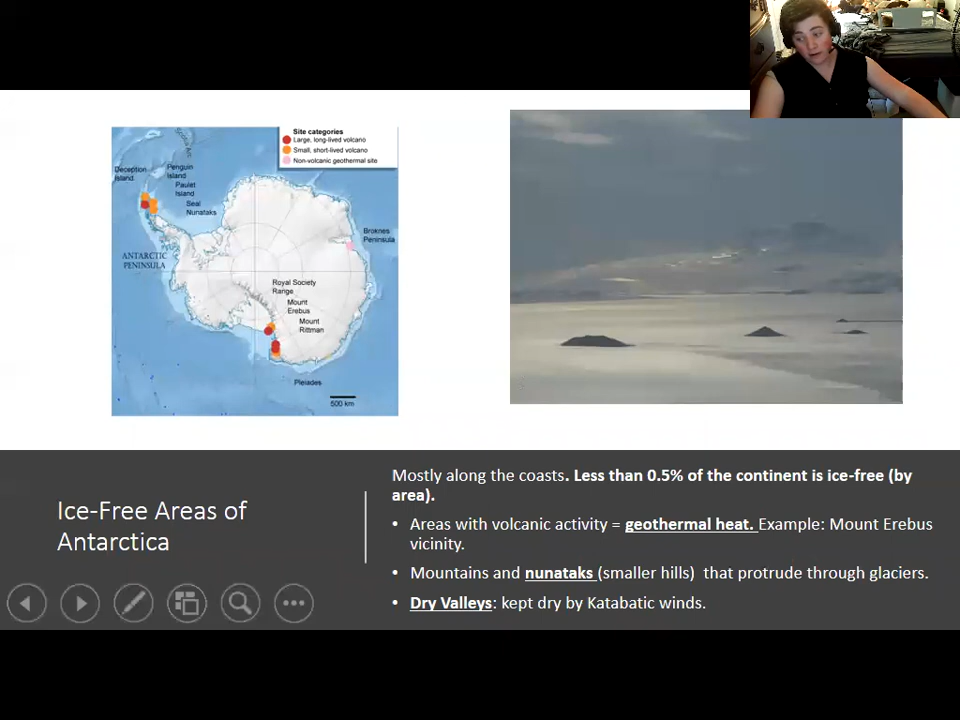 Site categories
Large, long-lived volcano
Small, short-lived volcano
Non-volcanic geothermal site
Scotia Arc
Deception
Island
Penguin
Island
Paulet
Island
Seal
Nunataks
ANTARCTIC
PENINSULA
Broknes
Peninsula
Royal Society
Range
Mount
Erebus
Mount
Rittman
Pleiades
500 km
Ice-Free Areas of
Antarctica
Mostly along the coasts. Less than 0.5% of the continent is ice-free (by
area).
• Areas with volcanic activity = geothermal heat. Example: Mount Erebus
vicinity.
• Mountains and nunataks (smaller hills) that protrude through glaciers.
• Dry Valleys: kept dry by Katabatic winds.